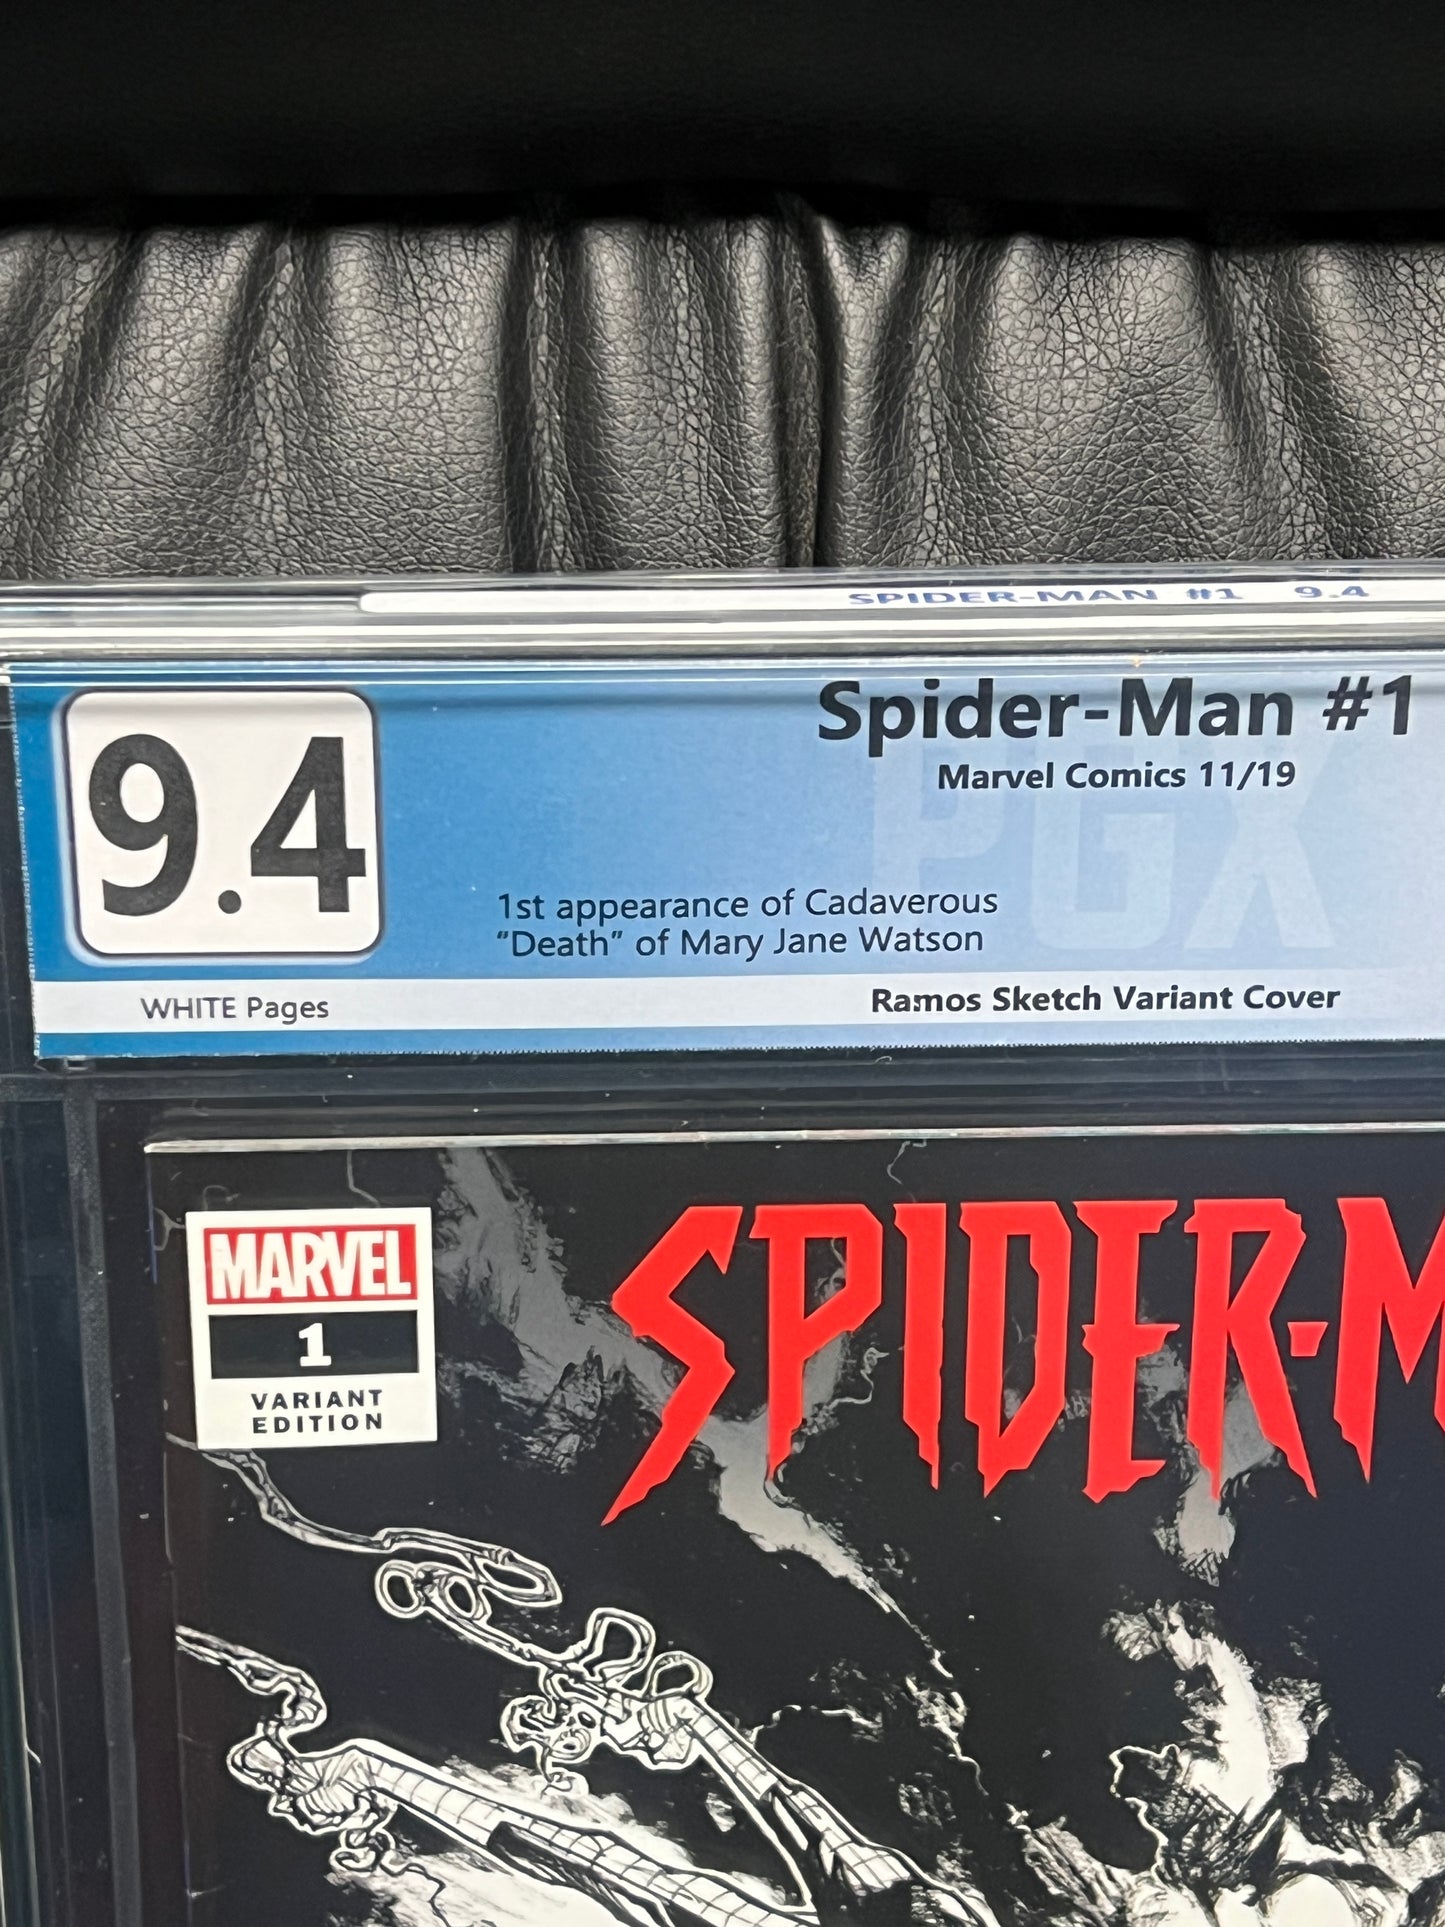 SPIDER-MAN #1 9.4
9.4
Spider-Man #1
Marvel Comics 11/19
PGX
1st appearance of Cadaverous
"Death" of Mary Jane Watson
WHITE Pages
Ramos Sketch Variant Cover
MARVEL
1
VARIANT
EDITION
SPIDER-M